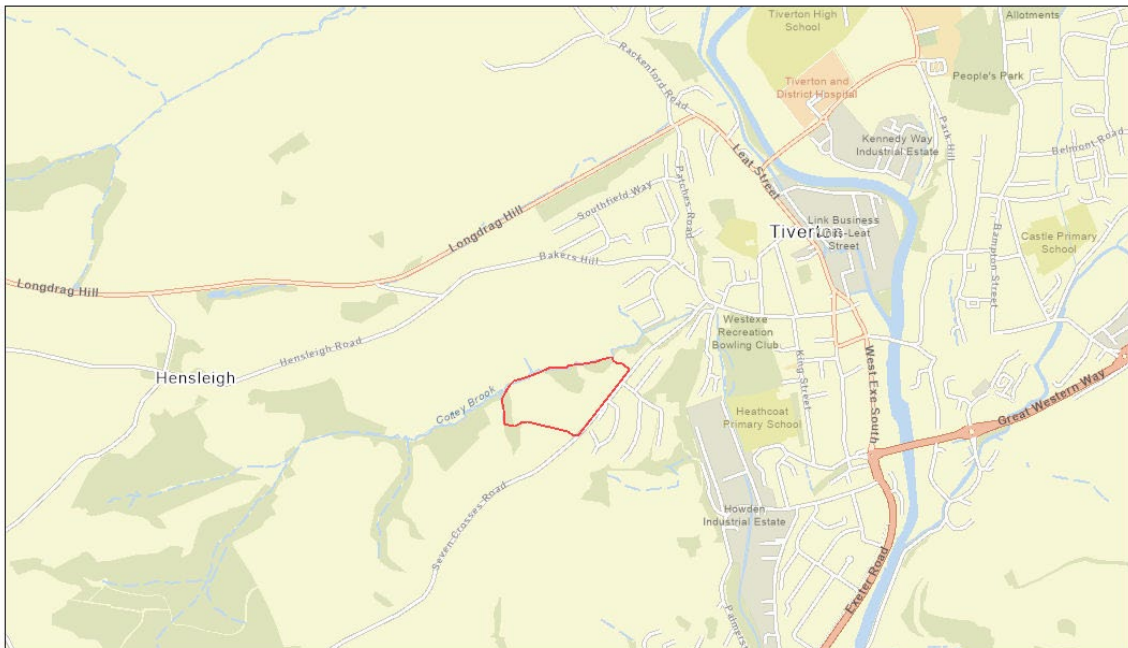 Tiverton High
School
Allotments
Rackenford Road
Tiverton and
District Hospital
People's Park
Kennedy Way
Industrial Estate
Park Hill
Belmont Road
Leat Street
Patches Road
Southfield Way
Link Business
Leat
Street
Tiverton
Longdrag Hill
Bampton Street
Castle Primary
School
Bakers Hill
Longdrag Hill
Westexe
Recreation
Bowling Club
Hensleigh Road
King Street
West Exe South
Hensleigh
Cottey Brook
Heathcoat
Primary School
Great Western Way
Seven Crosses Road
Howden
Industrial Estate
Exeter Road
Palmers